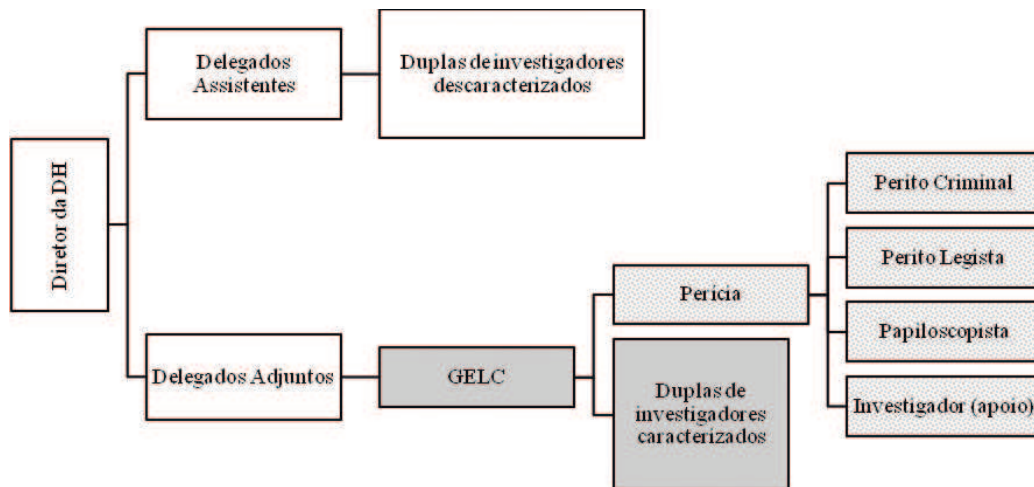 Diretor da DH
Delegados
Assistentes
Duplas de investigadores
descaracterizados
Delegados Adjuntos
GELC
Perícia
Duplas de
investigadores
caracterizados
Perito Criminal
Perito Legista
Papiloscopista
Investigador (apoio)